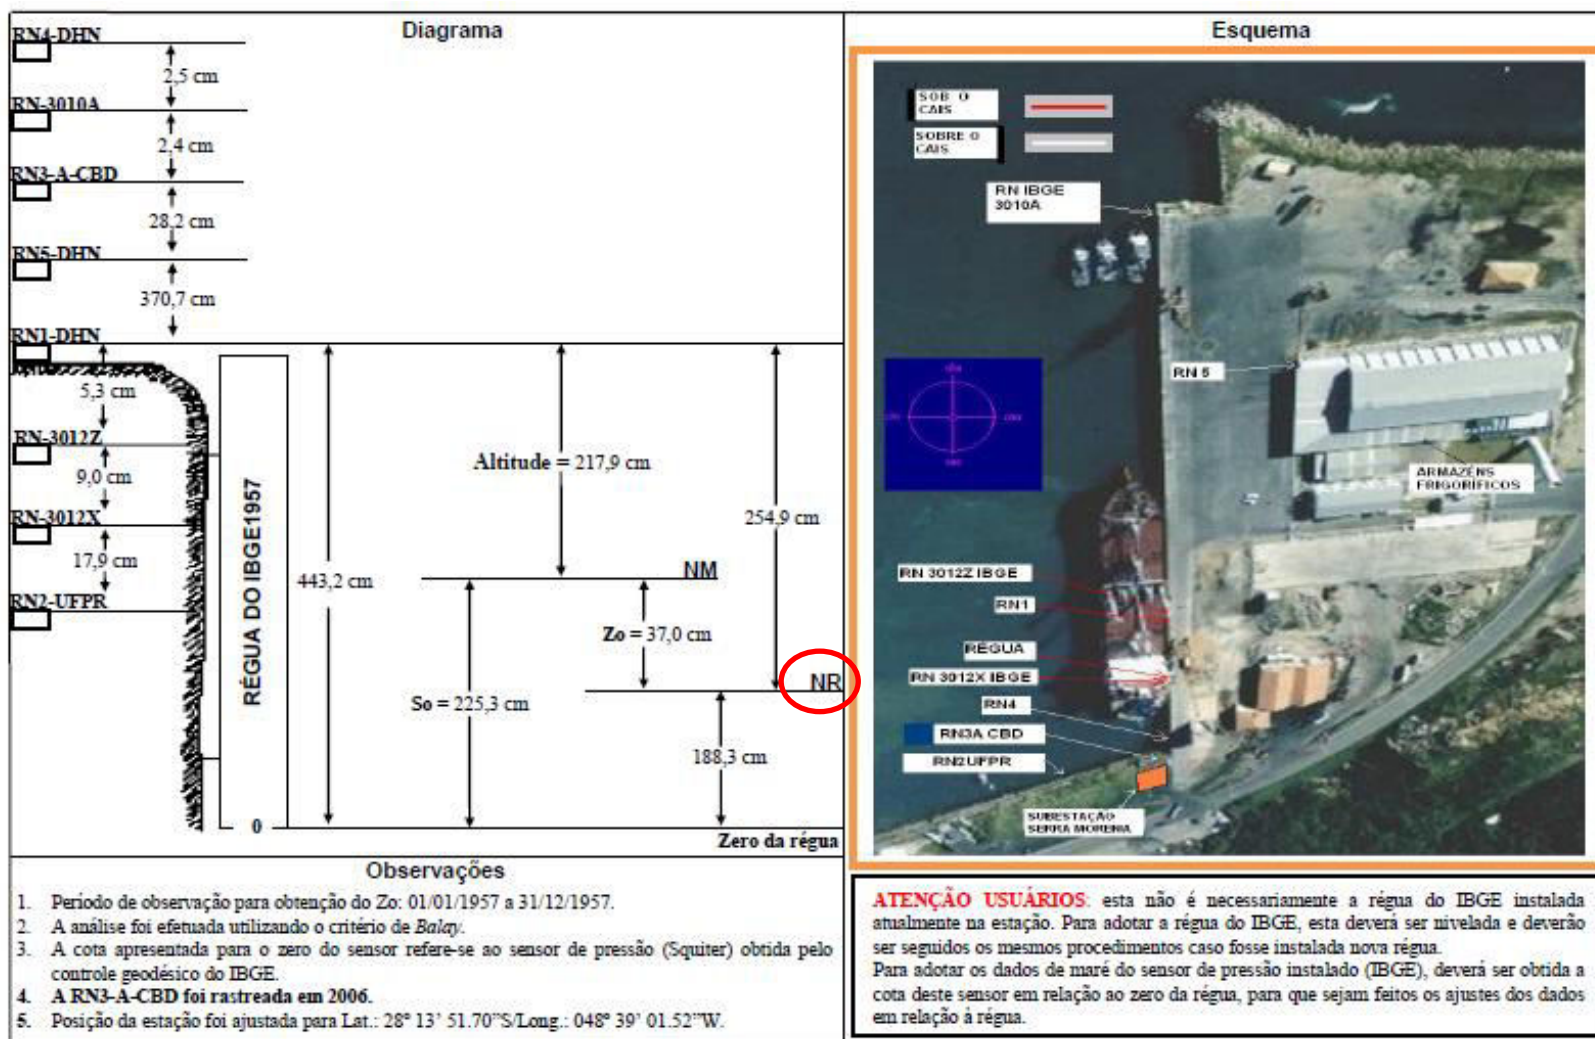 Diagrama
RN4-DHN
2,5 cm
RN-3010A
2,4 cm
RN3-A-CBD
28,2 cm
RN5-DHN
370,7 cm
RN1-DHN
5,3 cm
RN-3012Z
9,0 cm
RN-3012X
17,9 cm
RN2-UFPR
RÉGUA DO IBGE1957
0
443,2 cm
Altitude = 217,9 cm
254,9 cm
NM
Zo = 37,0 cm
NR
So = 225,3 cm
188,3 cm
Zero da régua
Esquema
SOB O
CAIS
SOBRE O
CAIS
RN IBGE
3010A
RN 5
ARMAZÉNS
FRIGORÍFICOS
RN 3012Z IBGE
RN1
RÉGUA
RN 3012X IBGE
RN4
RN3A CBD
RN2UFPR
SUBESTAÇÃO
SERRA MORENA
Observações
1. Período de observação para obtenção do Zo: 01/01/1957 a 31/12/1957.
2. A análise foi efetuada utilizando o critério de Balay.
3. A cota apresentada para o zero do sensor refere-se ao sensor de pressão (Squiter) obtida pelo
controle geodésico do IBGE.
4. A RN3-A-CBD foi rastreada em 2006.
5. Posição da estação foi ajustada para Lat.: 28° 13’ 51.70”S/Long.: 048° 39’ 01.52”W.
ATENÇÃO USUÁRIOS: esta não é necessariamente a régua do IBGE instalada
atualmente na estação. Para adotar a régua do IBGE, esta deverá ser nivelada e deverão
ser seguidos os mesmos procedimentos caso fosse instalada nova régua.
Para adotar os dados de maré do sensor de pressão instalado (IBGE), deverá ser obtida a
cota deste sensor em relação ao zero da régua, para que sejam feitos os ajustes dos dados
em relação à régua.